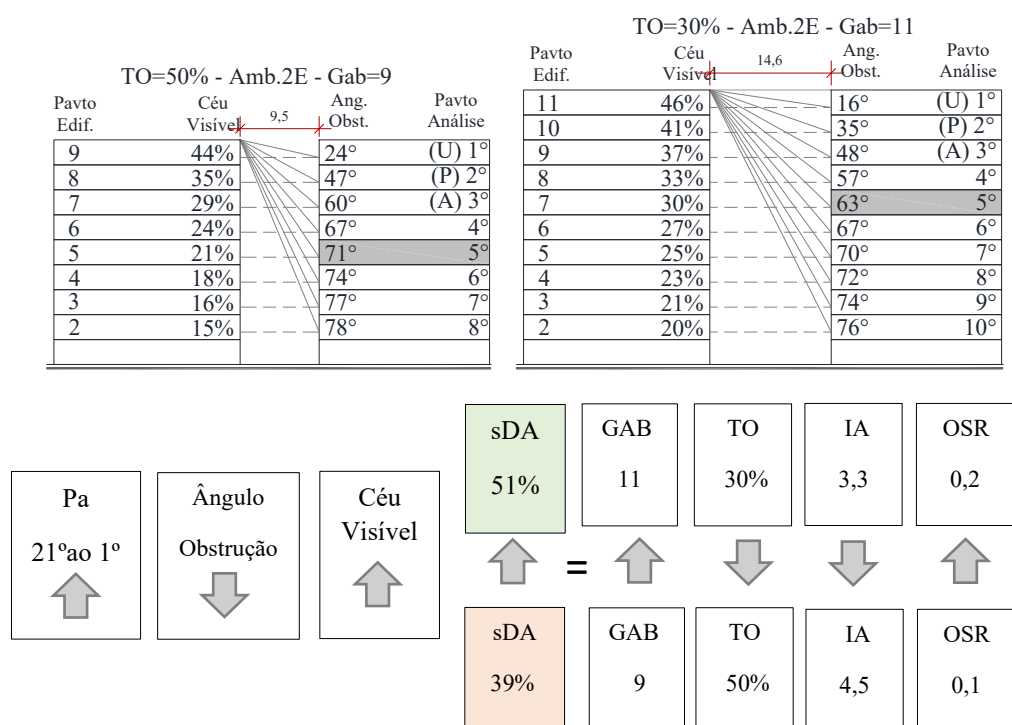 TO=50% - Amb.2E - Gab=9
Pavto Edif. Céu Visível 9,5 Ang. Obst. Pavto Análise
9 44% 24° (U) 1°
8 35% 47° (P) 2°
7 29% 60° (A) 3°
6 24% 67° 4°
5 21% 71° 5°
4 18% 74° 6°
3 16% 77° 7°
2 15% 78° 8°
TO=30% - Amb.2E - Gab=11
Pavto Edif. Céu Visível 14,6 Ang. Obst. Pavto Análise
11 46% 16° (U) 1°
10 41% 35° (P) 2°
9 37% 48° (A) 3°
8 33% 57° 4°
7 30% 63° 5°
6 27% 67° 6°
5 25% 70° 7°
4 23% 72° 8°
3 21% 74° 9°
2 20% 76° 10°
Pa
21ºao 1º
Ângulo
Obstrução
Céu
Visível
sDA GAB TO IA OSR
51% 11 30% 3,3 0,2
=
sDA GAB TO IA OSR
39% 9 50% 4,5 0,1